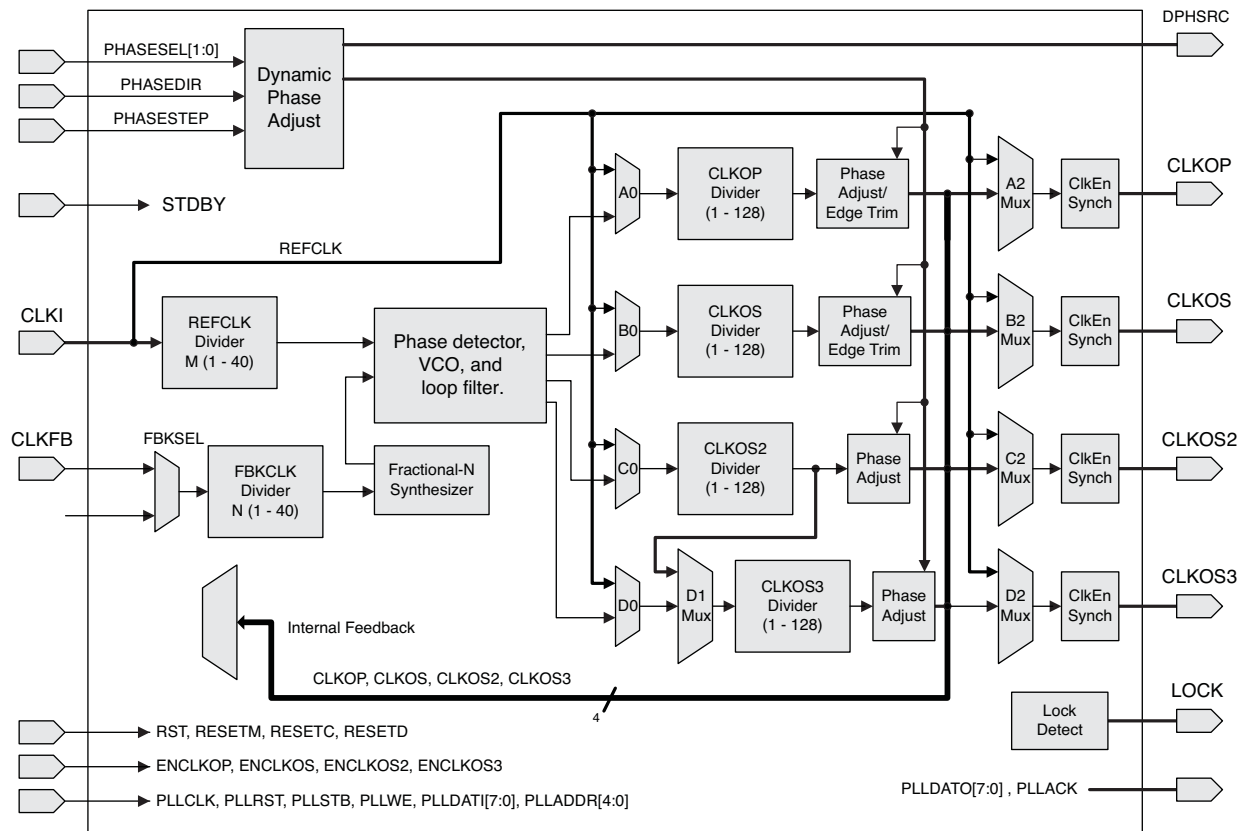 DPHSRC
PHASESEL[1:0]
PHASEDIR
PHASESTEP
Dynamic
Phase
Adjust
STDBY
REFCLK
CLKI
REFCLK
Divider
M (1 - 40)
CLKFB
FBKSEL
FBKCLK
Divider
N (1 - 40)
Phase detector,
VCO, and
loop filter.
Fractional-N
Synthesizer
A0
CLKOP
Divider
(1 - 128)
Phase
Adjust/
Edge Trim
A2
Mux
ClkEn
Synch
CLKOP
B0
CLKOS
Divider
(1 - 128)
Phase
Adjust/
Edge Trim
B2
Mux
ClkEn
Synch
CLKOS
C0
CLKOS2
Divider
(1 - 128)
Phase
Adjust
C2
Mux
ClkEn
Synch
CLKOS2
D0
D1
Mux
CLKOS3
Divider
(1 - 128)
Phase
Adjust
D2
Mux
ClkEn
Synch
CLKOS3
Internal Feedback
CLKOP, CLKOS, CLKOS2, CLKOS3
4
Lock
Detect
LOCK
RST, RESETM, RESETC, RESETD
ENCLKOP, ENCLKOS, ENCLKOS2, ENCLKOS3
PLLCLK, PLLRST, PLLSTB, PLLWE, PLLDATI[7:0], PLLADDR[4:0]
PLLDATO[7:0] , PLLACK